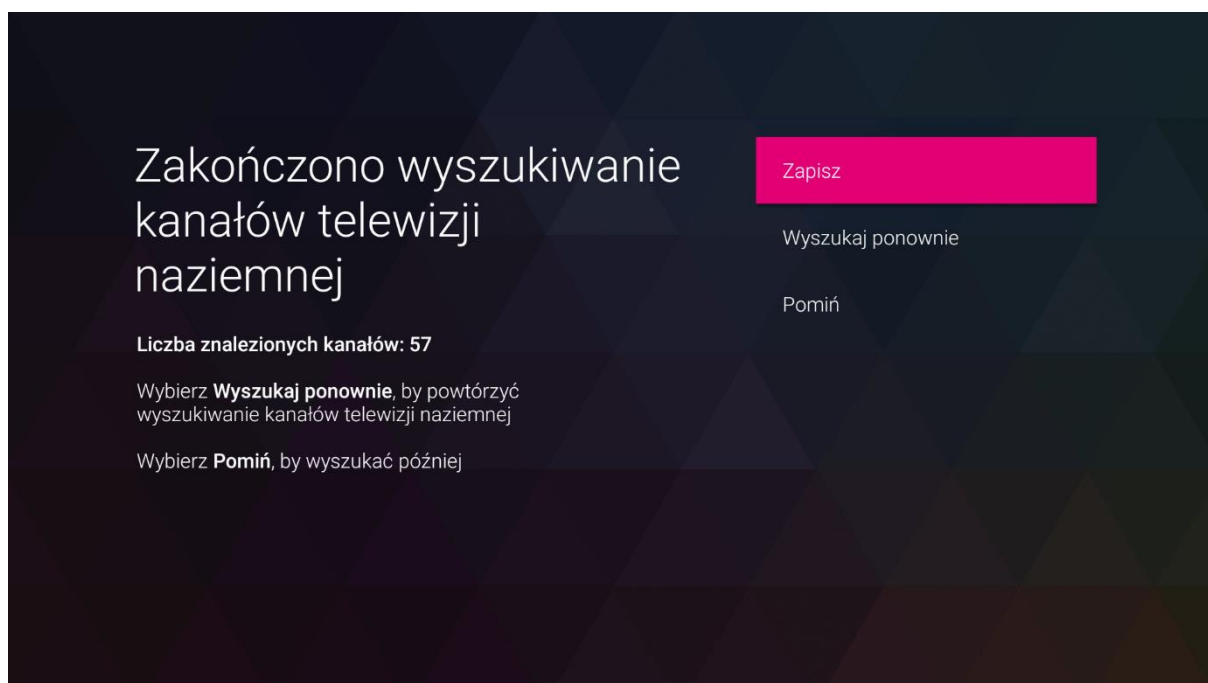 Zakończono wyszukiwanie
kanałów telewizji
naziemnej
Liczba znalezionych kanałów: 57
Wybierz Wyszukaj ponownie, by powtórzyć
wyszukiwanie kanałów telewizji naziemnej
Wybierz Pomiń, by wyszukać później
Zapisz
Wyszukaj ponownie
Pomiń